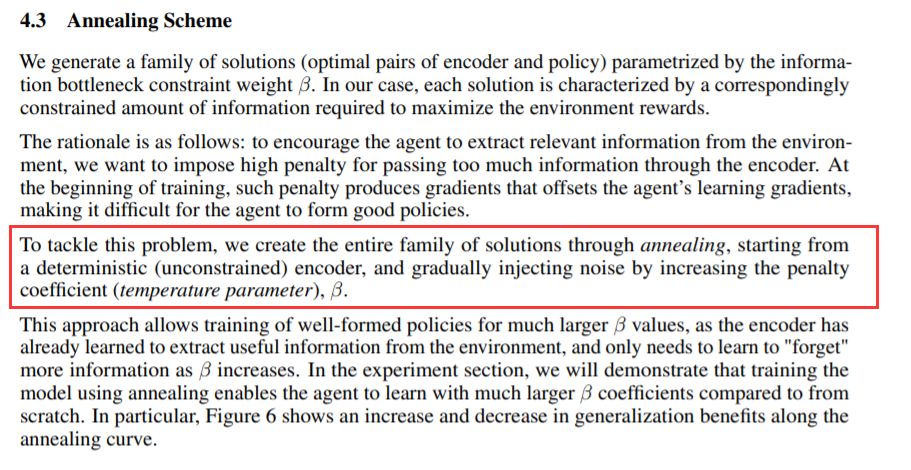 4.3 Annealing Scheme
We generate a family of solutions (optimal pairs of encoder and policy) parametrized by the informa-
tion bottleneck constraint weight β. In our case, each solution is characterized by a correspondingly
constrained amount of information required to maximize the environment rewards.
The rationale is as follows: to encourage the agent to extract relevant information from the environ-
ment, we want to impose high penalty for passing too much information through the encoder. At
the beginning of training, such penalty produces gradients that offsets the agent's learning gradients,
making it difficult for the agent to form good policies.
To tackle this problem, we create the entire family of solutions through annealing, starting from
a deterministic (unconstrained) encoder, and gradually injecting noise by increasing the penalty
coefficient (temperature parameter), β.
This approach allows training of well-formed policies for much larger β values, as the encoder has
already learned to extract useful information from the environment, and only needs to learn to "forget"
more information as β increases. In the experiment section, we will demonstrate that training the
model using annealing enables the agent to learn with much larger β coefficients compared to from
scratch. In particular, Figure 6 shows an increase and decrease in generalization benefits along the
annealing curve.